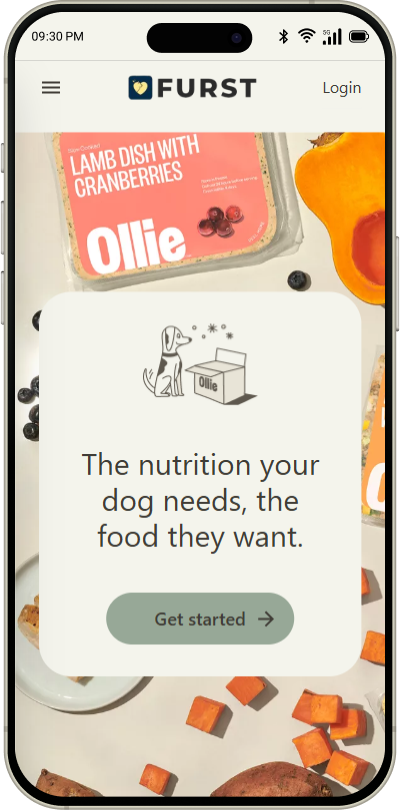 09:30 PM
5G
FURST
Login
LAMB DISH WITH
CRANBERRIES
Ollie
Ollie
The nutrition your
dog needs, the
food they want.
Get started